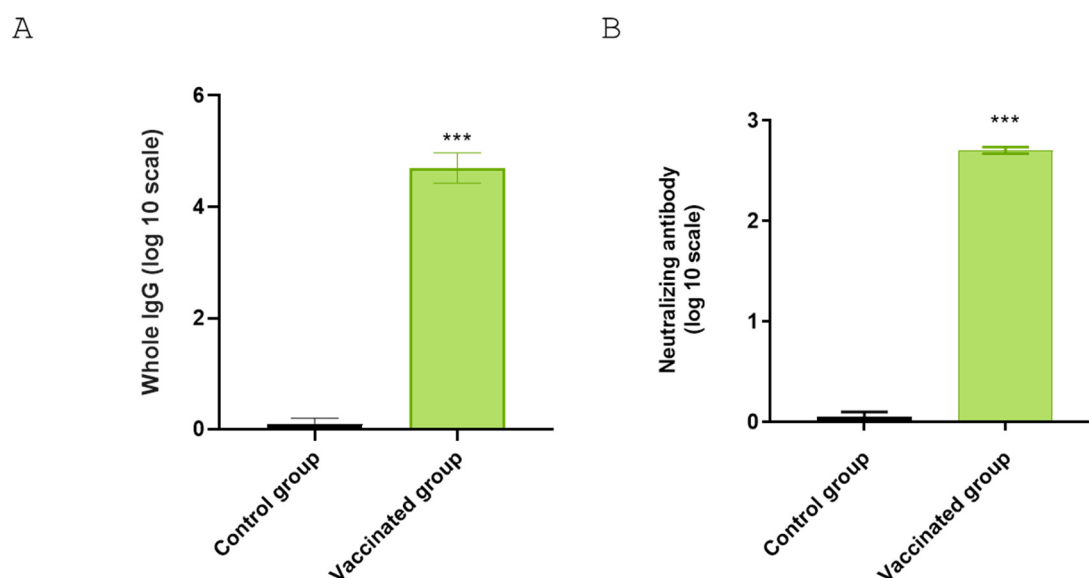 A
B
Whole IgG (log 10 scale)
6
4
2
0
***
Control group
Vaccinated group
Neutralizing antibody
(log 10 scale)
3
2
1
0
***
Control group
Vaccinated group